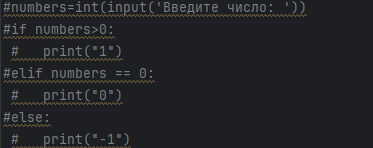 #numbers=int(input('Введите число: '))
#if numbers>0:
#   print("1")
#elif numbers == 0:
#   print("0")
#else:
#   print("-1")